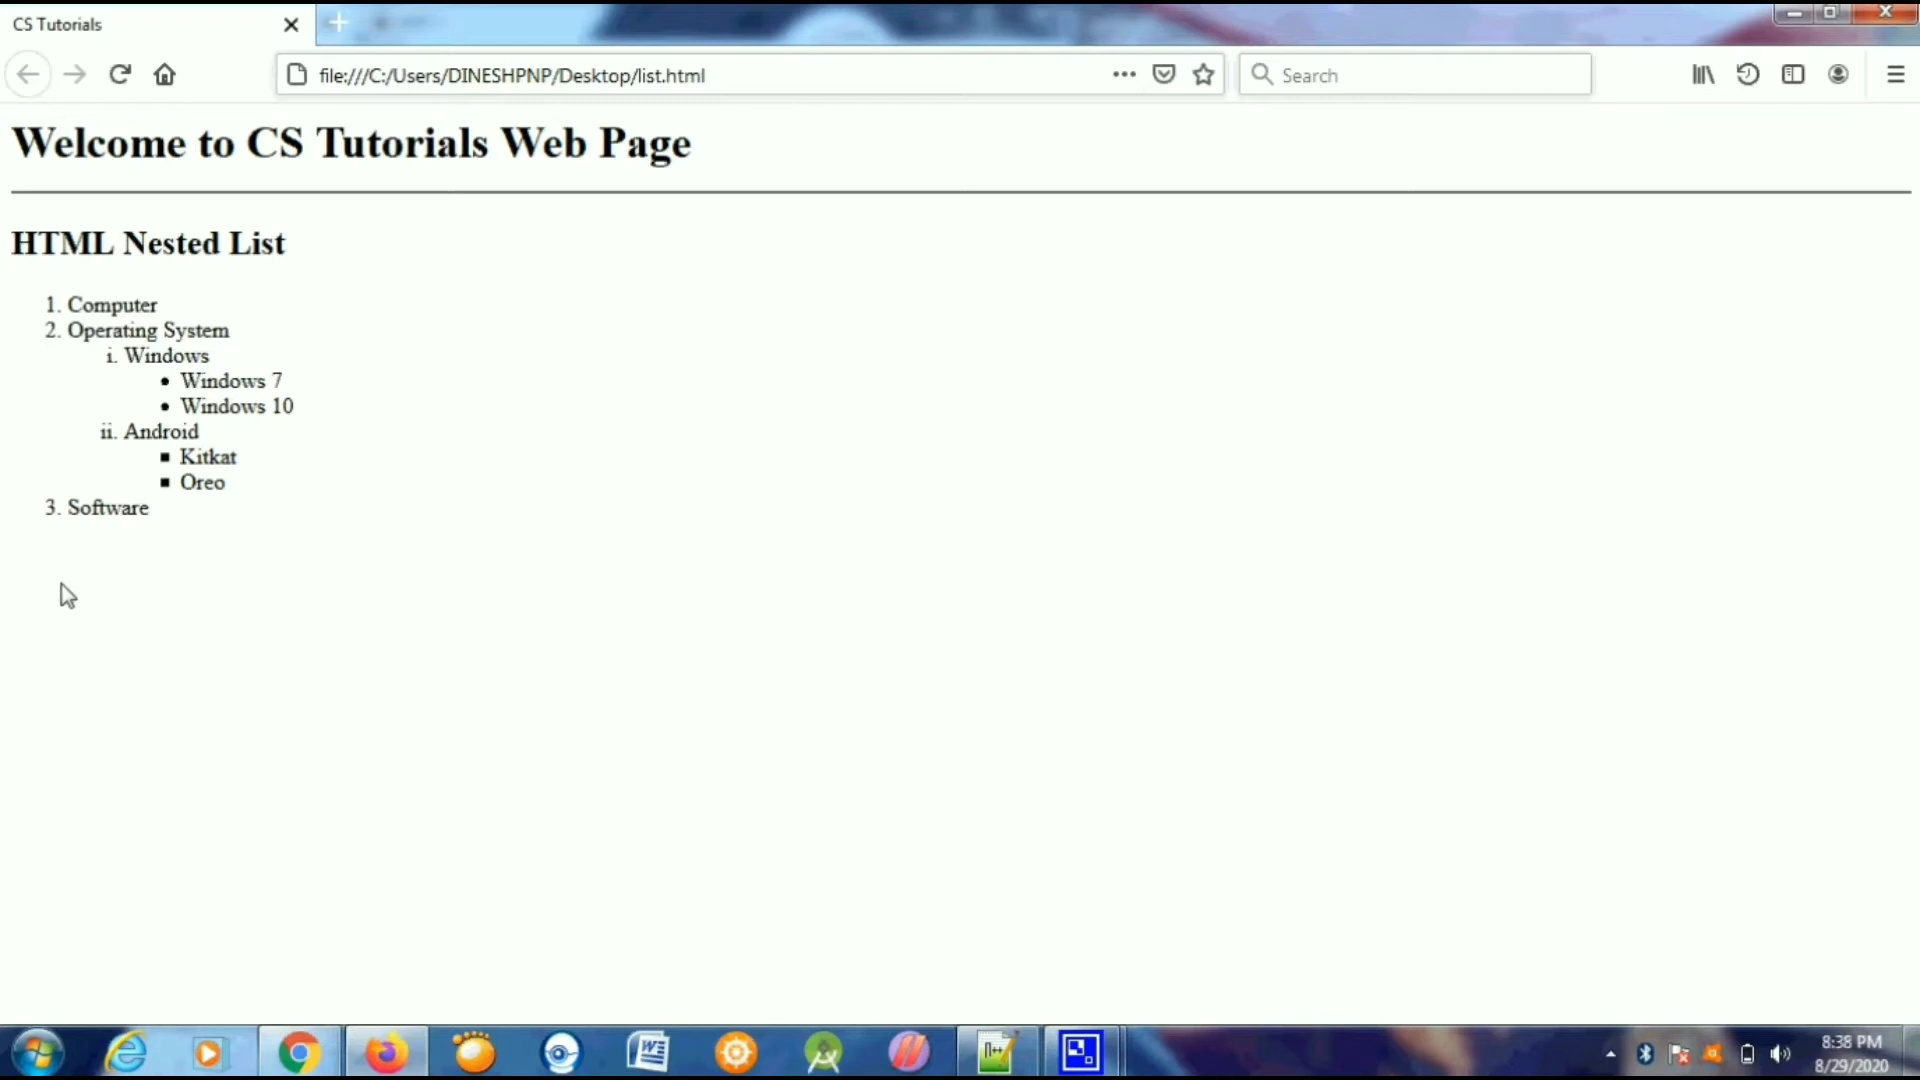 CS Tutorials
file:///C:/Users/DINESHPNP/Desktop/list.html
Search
Welcome to CS Tutorials Web Page
HTML Nested List
1. Computer
2. Operating System
i. Windows
• Windows 7
• Windows 10
ii. Android
▪ Kitkat
▪ Oreo
3. Software
8:38 PM
8/29/2020